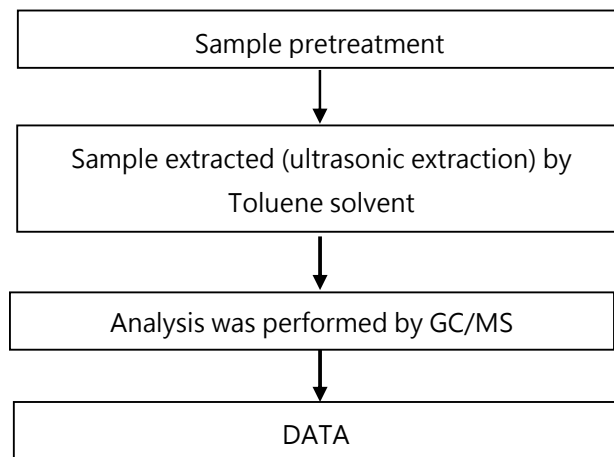 Sample pretreatment
Sample extracted (ultrasonic extraction) by
Toluene solvent
Analysis was performed by GC/MS
DATA